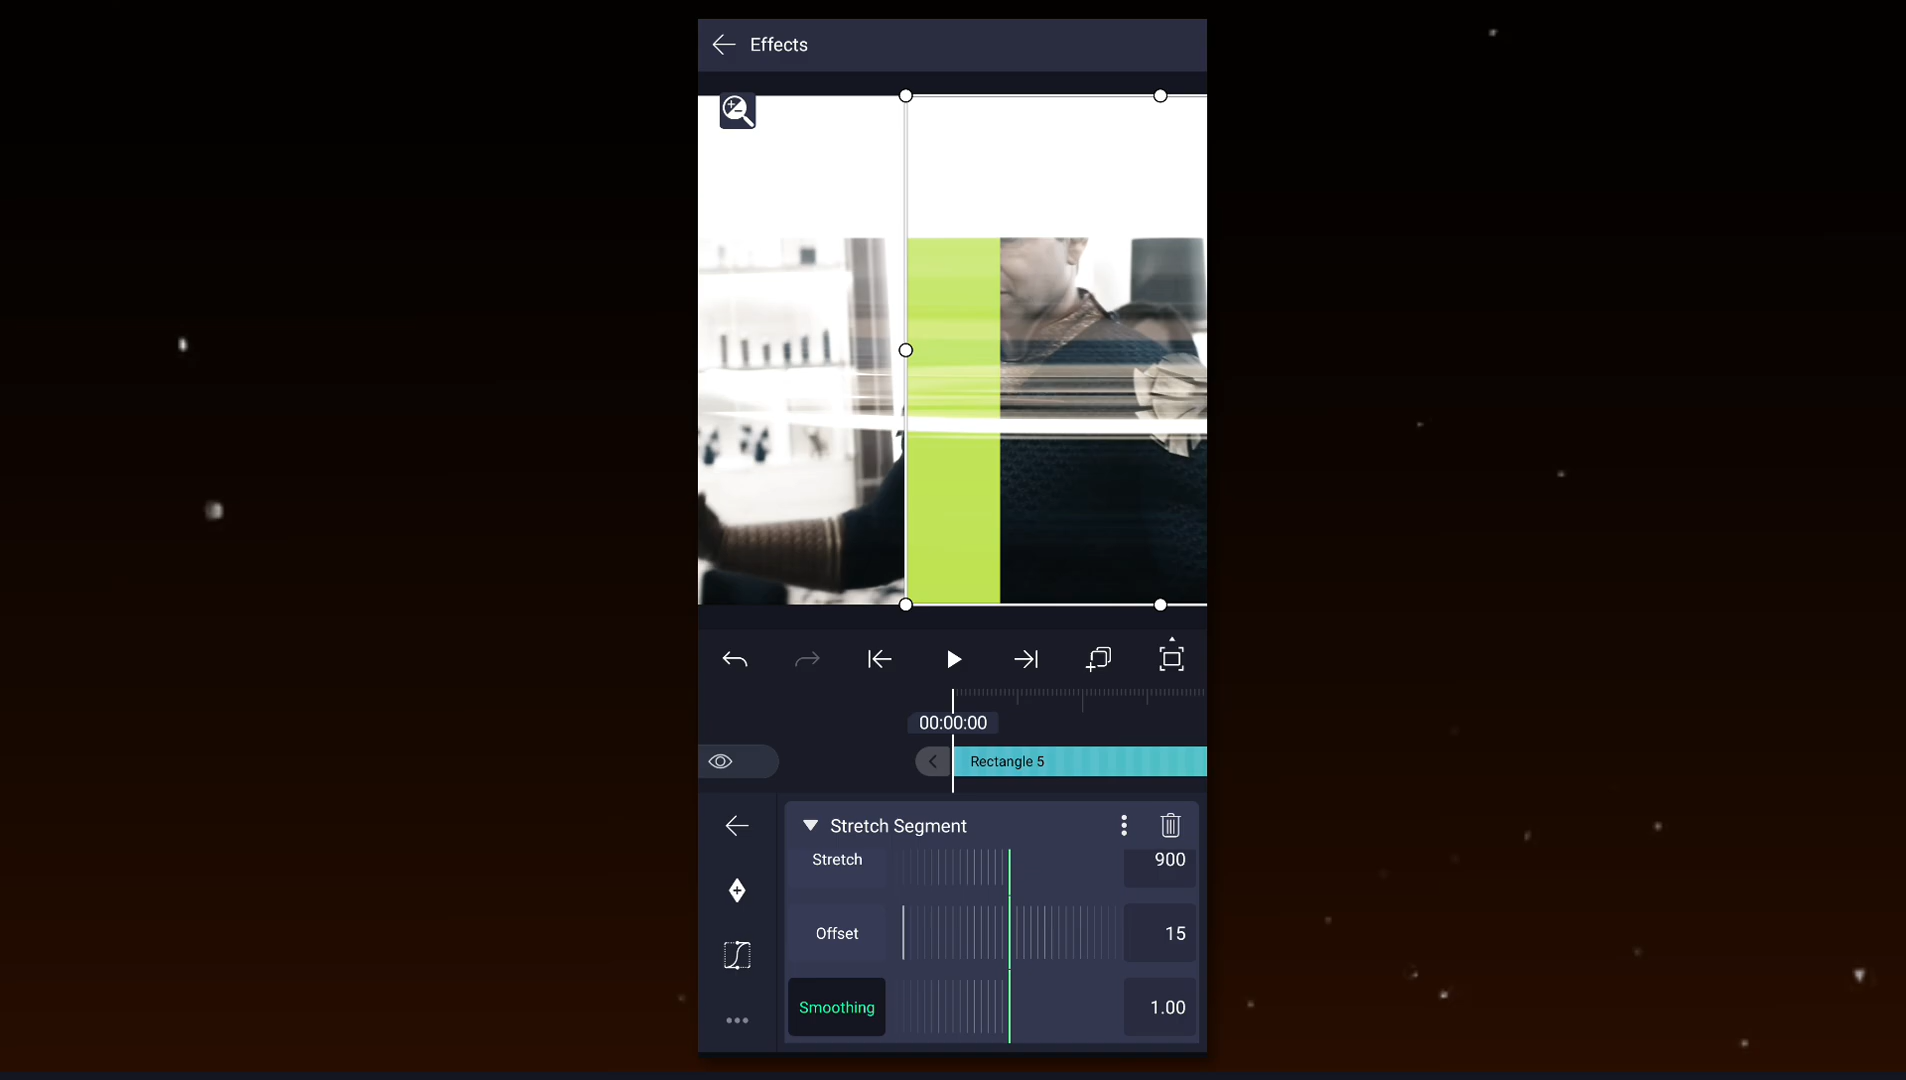 Effects
00:00:00
Rectangle 5
Stretch Segment
Stretch 900
Offset 15
Smoothing 1.00